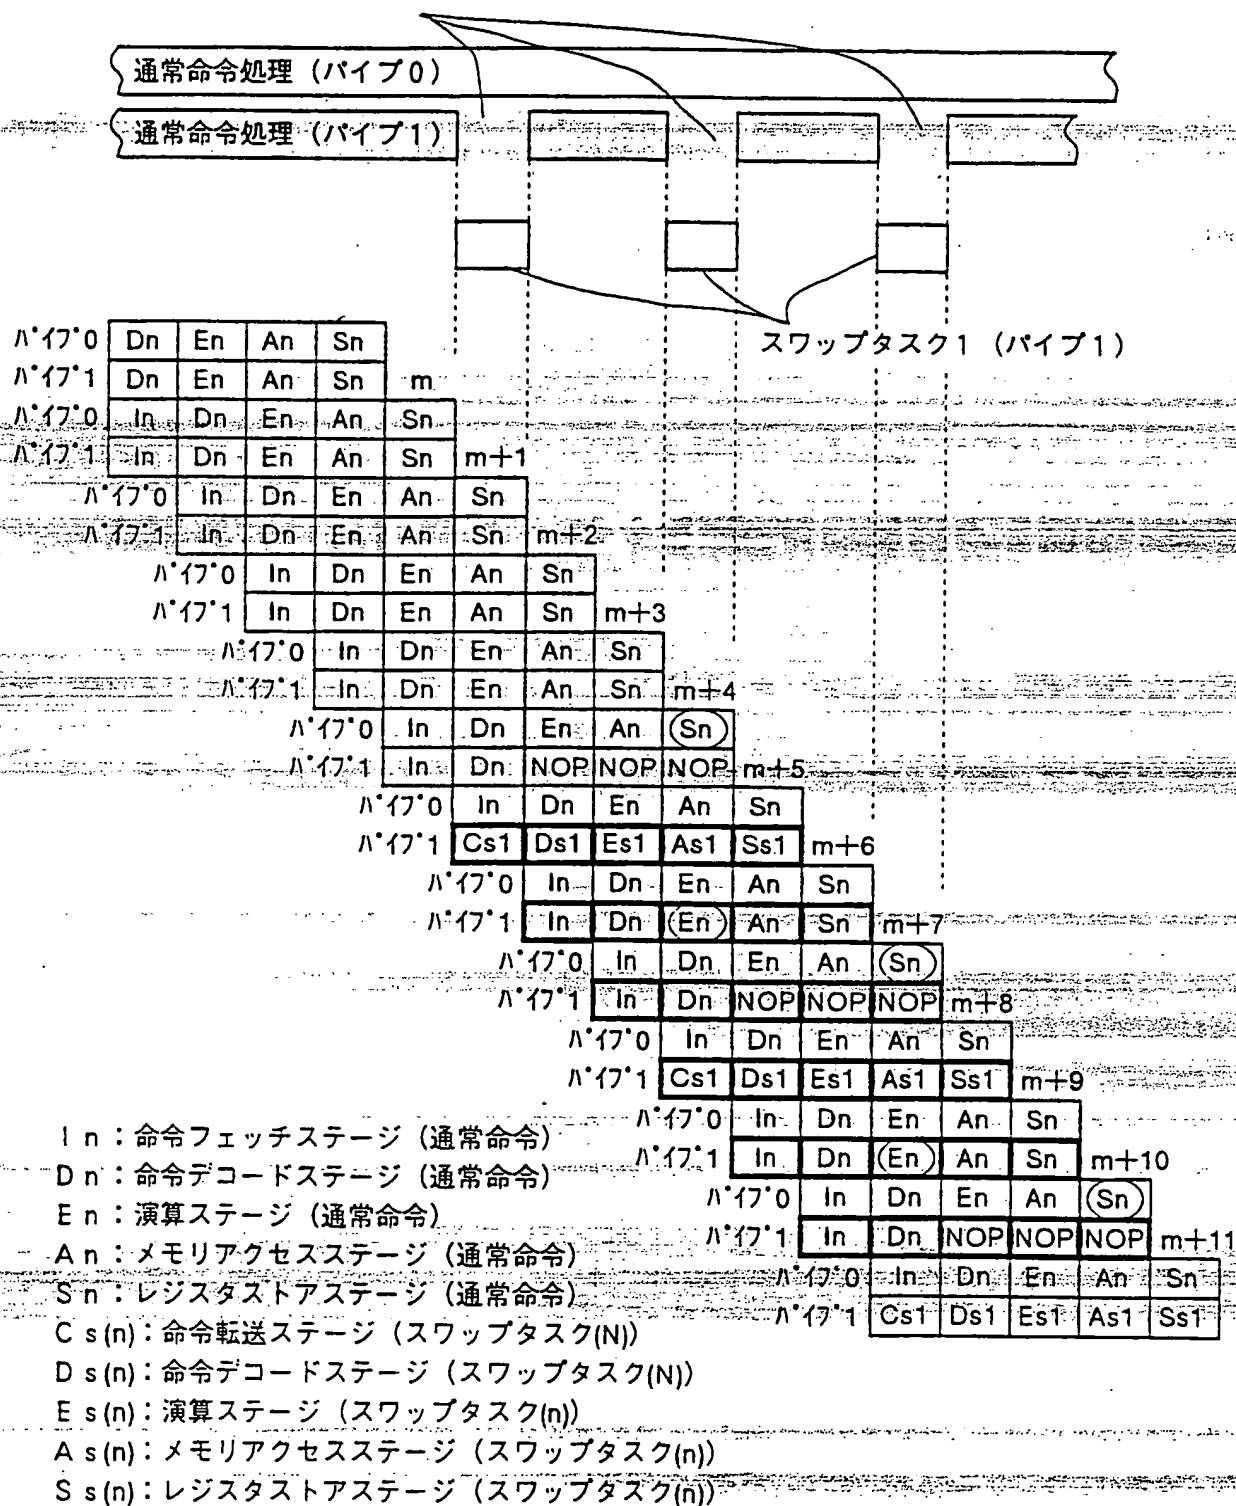 通常命令処理 (パイプ0)
通常命令処理 (パイプ1)
スワップタスク1 (パイプ1)
パイプ0 Dn En An Sn
パイプ1 Dn En An Sn m
パイプ0 In Dn En An Sn
パイプ1 In Dn En An Sn m+1
パイプ0 In Dn En An Sn
パイプ1 In Dn En An Sn m+2
パイプ0 In Dn En An Sn
パイプ1 In Dn En An Sn m+3
パイプ0 In Dn En An Sn
パイプ1 In Dn En An Sn m+4
パイプ0 In Dn En An Sn
パイプ1 In Dn NOP NOP NOP m+5
パイプ0 In Dn En An Sn
パイプ1 Cs1 Ds1 Es1 As1 Ss1 m+6
パイプ0 In Dn En An Sn
パイプ1 In Dn En An Sn m+7
パイプ0 In Dn En An Sn
パイプ1 In Dn NOP NOP NOP m+8
パイプ0 In Dn En An Sn
パイプ1 Cs1 Ds1 Es1 As1 Ss1 m+9
パイプ0 In Dn En An Sn
パイプ1 In Dn En An Sn m+10
パイプ0 In Dn En An Sn
パイプ1 In Dn NOP NOP NOP m+11
パイプ0 In Dn En An Sn
パイプ1 Cs1 Ds1 Es1 As1 Ss1
In:命令フェッチステージ (通常命令)
Dn:命令デコードステージ (通常命令)
En:演算ステージ (通常命令)
An:メモリアクセスステージ (通常命令)
Sn:レジスタストアステージ (通常命令)
Cs(n):命令転送ステージ (スワップタスク(N))
Ds(n):命令デコードステージ (スワップタスク(N))
Es(n):演算ステージ (スワップタスク(n))
As(n):メモリアクセスステージ (スワップタスク(n))
Ss(n):レジスタストアステージ (スワップタスク(n))